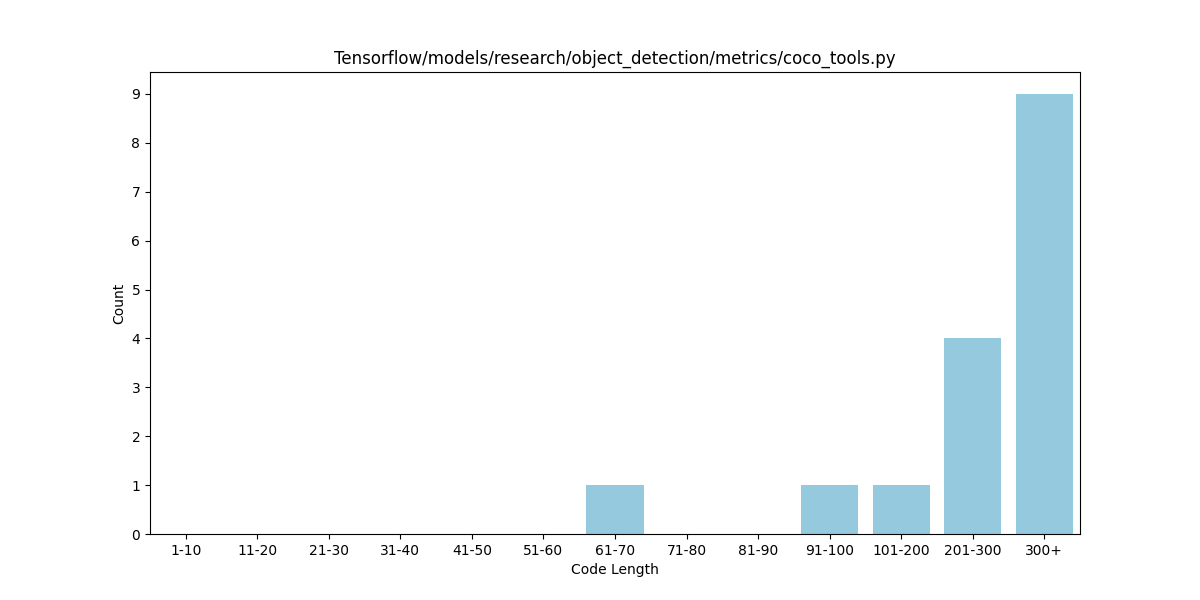 Tensorflow/models/research/object_detection/metrics/coco_tools.py
9
8
7
6
5
4
3
2
1
0
Count
1-10 11-20 21-30 31-40 41-50 51-60 61-70 71-80 81-90 91-100 101-200 201-300 300+
Code Length